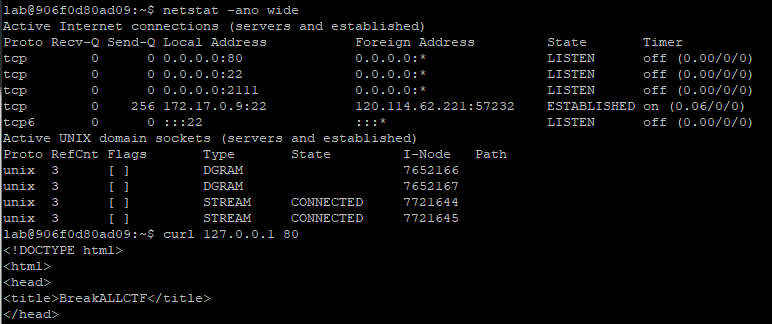 lab@906f0d80ad09:~$ netstat -ano wide
Active Internet connections (servers and established)
Proto Recv-Q Send-Q Local Address           Foreign Address         State       Timer
tcp        0      0 0.0.0.0:80              0.0.0.0:*               LISTEN      off (0.00/0/0)
tcp        0      0 0.0.0.0:22              0.0.0.0:*               LISTEN      off (0.00/0/0)
tcp        0      0 0.0.0.0:2111            0.0.0.0:*               LISTEN      off (0.00/0/0)
tcp        0    256 172.17.0.9:22           120.114.62.221:57232    ESTABLISHED on (0.06/0/0)
tcp6       0      0 :::22                   :::*                    LISTEN      off (0.00/0/0)
Active UNIX domain sockets (servers and established)
Proto RefCnt Flags       Type       State         I-Node   Path
unix  3      [ ]         DGRAM                    7652166
unix  3      [ ]         DGRAM                    7652167
unix  3      [ ]         STREAM     CONNECTED     7721644
unix  3      [ ]         STREAM     CONNECTED     7721645
lab@906f0d80ad09:~$ curl 127.0.0.1 80
<!DOCTYPE html>
<html>
<head>
<title>BreakALLCTF</title>
</head>